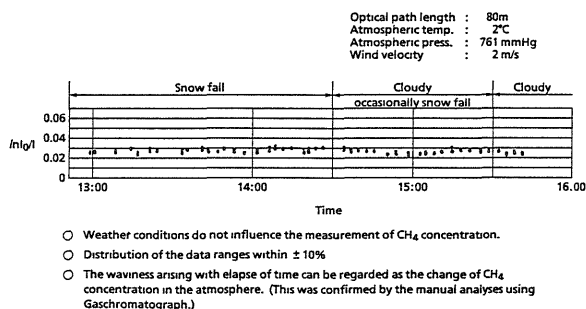 Optical path length : 80m
Atmospheric temp. : 2°C
Atmospheric press. : 761 mmHg
Wind velocity : 2 m/s
Snow fall Cloudy Cloudy
occasionally snow fall
0.06
lnI₀/I 0.04
0.02
0
13:00 14:00 15:00 16.00
Time
○ Weather conditions do not influence the measurement of CH₄ concentration.
○ Distribution of the data ranges within ± 10%
○ The waviness arising with elapse of time can be regarded as the change of CH₄
concentration in the atmosphere. (This was confirmed by the manual analyses using
Gaschromatograph.)